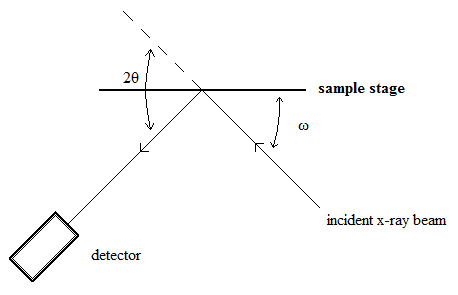 2θ
sample stage
ω
incident x-ray beam
detector